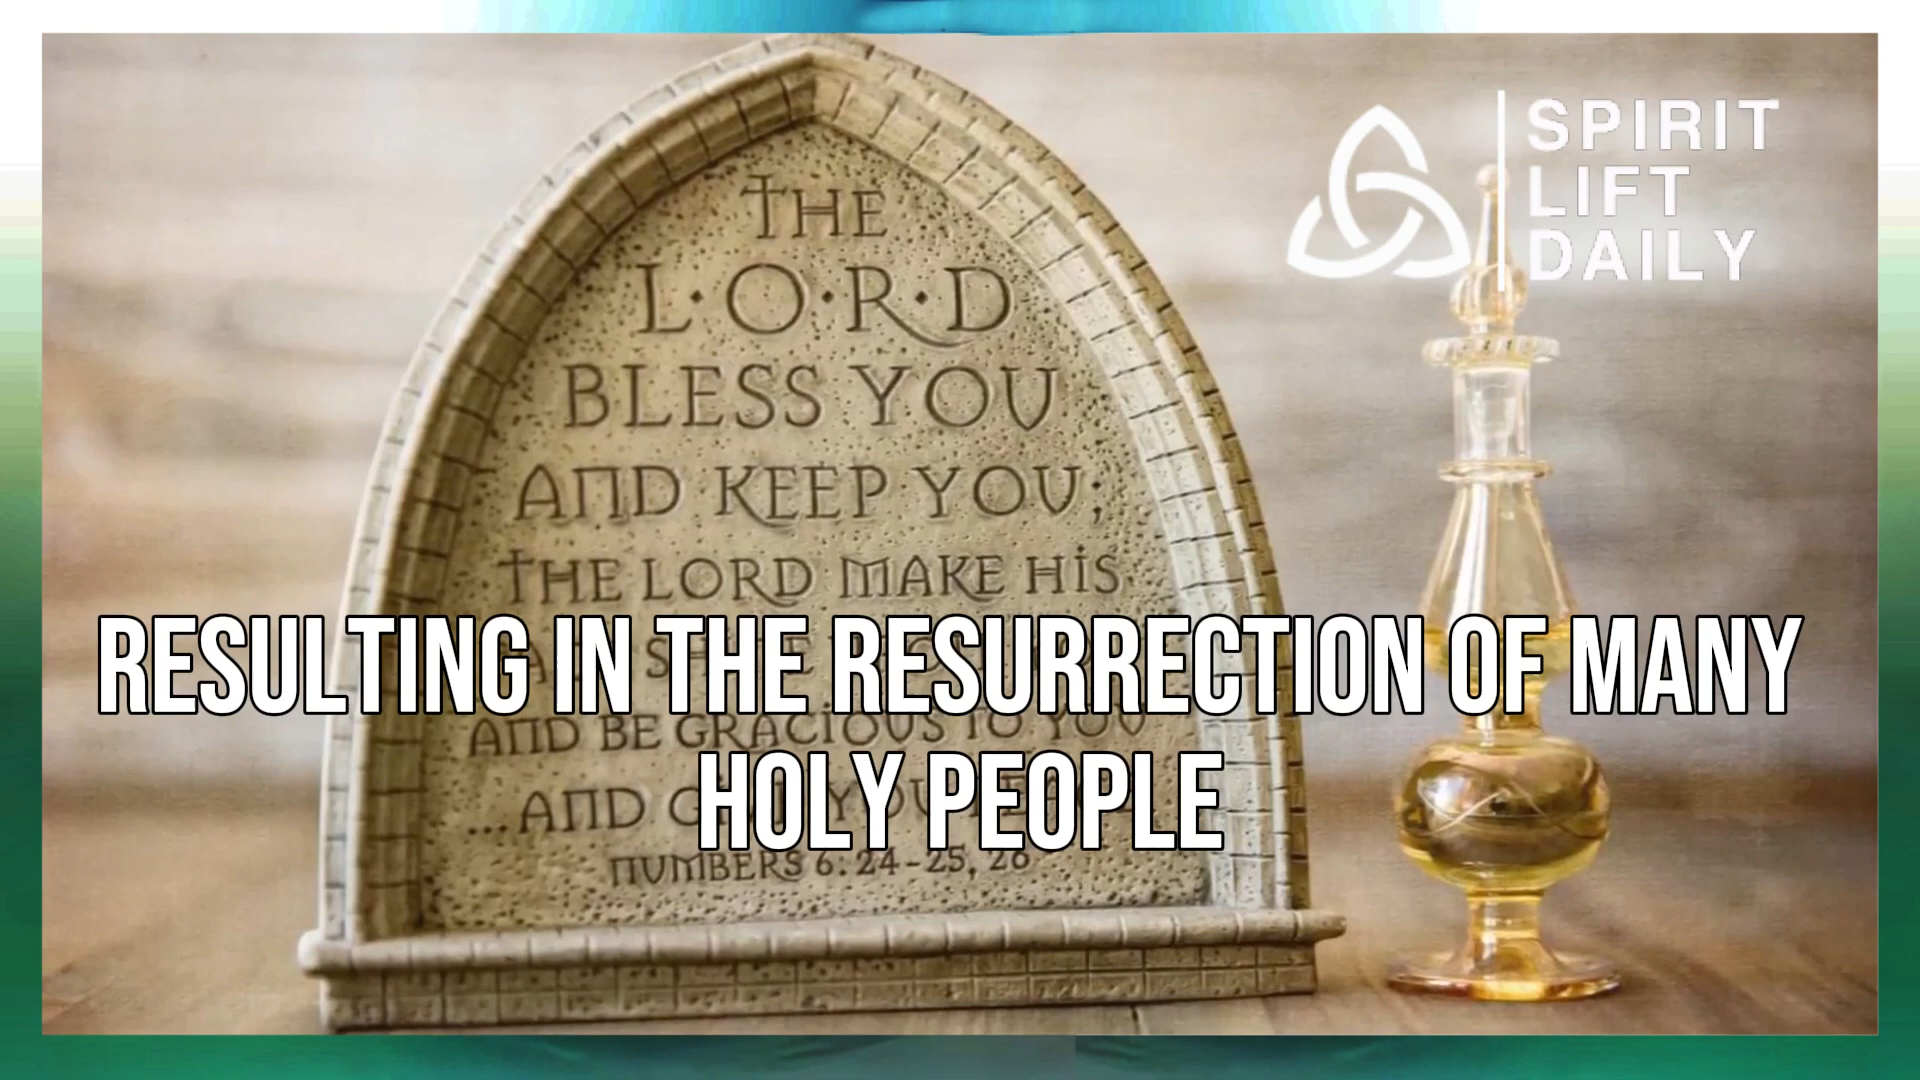 SPIRIT
LIFT
DAILY
THE
L·O·R·D
BLESS YOU
AND KEEP YOU;
THE LORD MAKE HIS
RESULTING IN THE RESURRECTION OF MANY
AND BE GRACIOUS TO YOU
HOLY PEOPLE
...AND
NUMBERS 6:24-25, 26